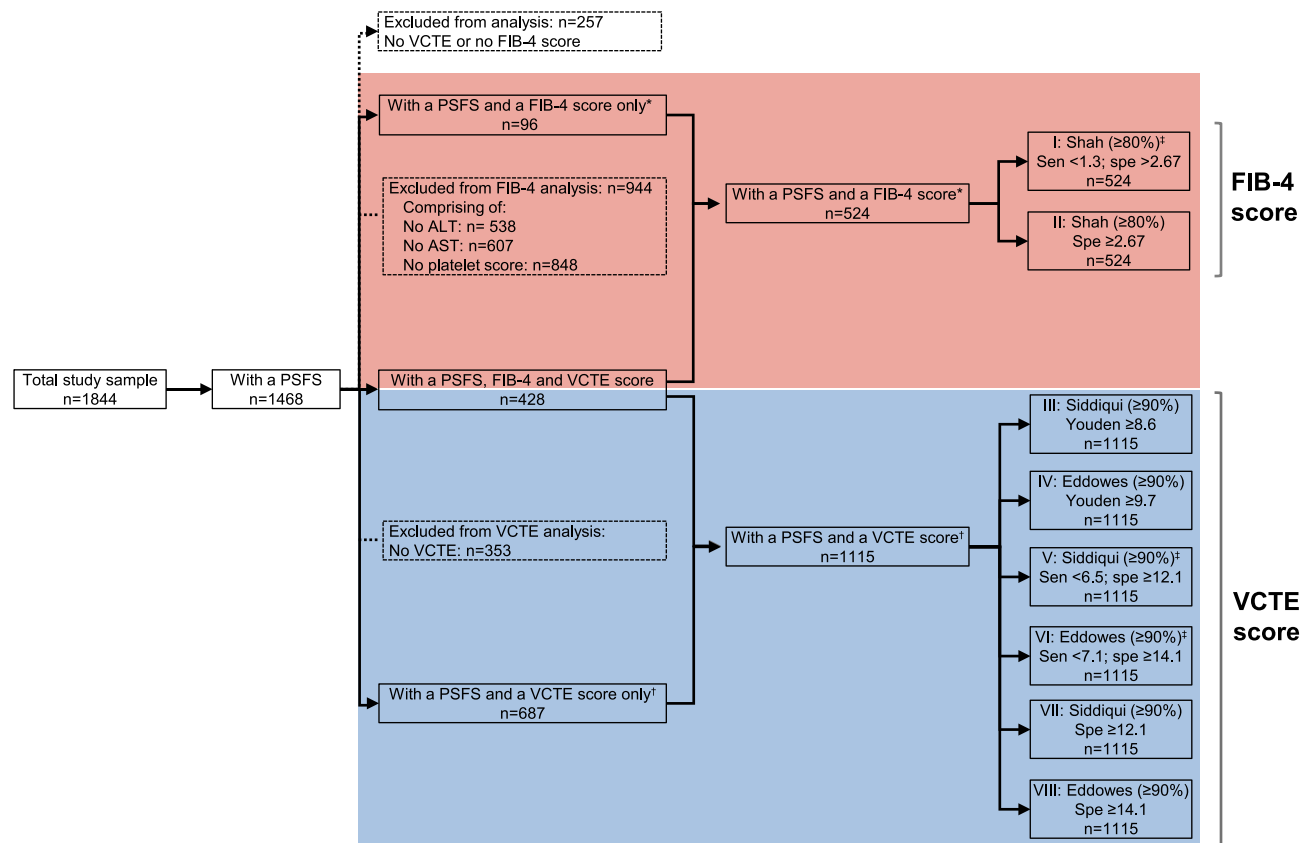 Excluded from analysis: n=257
No VCTE or no FIB-4 score
With a PSFS and a FIB-4 score only*
n=96
Excluded from FIB-4 analysis: n=944
Comprising of:
No ALT: n= 538
No AST: n=607
No platelet score: n=848
With a PSFS and a FIB-4 score*
n=524
I: Shah (≥80%)‡
Sen <1.3; spe >2.67
n=524
II: Shah (≥80%)
Spe ≥2.67
n=524
FIB-4
score
Total study sample
n=1844
With a PSFS
n=1468
With a PSFS, FIB-4 and VCTE score
n=428
Excluded from VCTE analysis:
No VCTE: n=353
With a PSFS and a VCTE score only†
n=687
With a PSFS and a VCTE score†
n=1115
III: Siddiqui (≥90%)
Youden ≥8.6
n=1115
IV: Eddowes (≥90%)
Youden ≥9.7
n=1115
V: Siddiqui (≥90%)‡
Sen <6.5; spe ≥12.1
n=1115
VI: Eddowes (≥90%)‡
Sen <7.1; spe ≥14.1
n=1115
VII: Siddiqui (≥90%)
Spe ≥12.1
n=1115
VIII: Eddowes (≥90%)
Spe ≥14.1
n=1115
VCTE
score